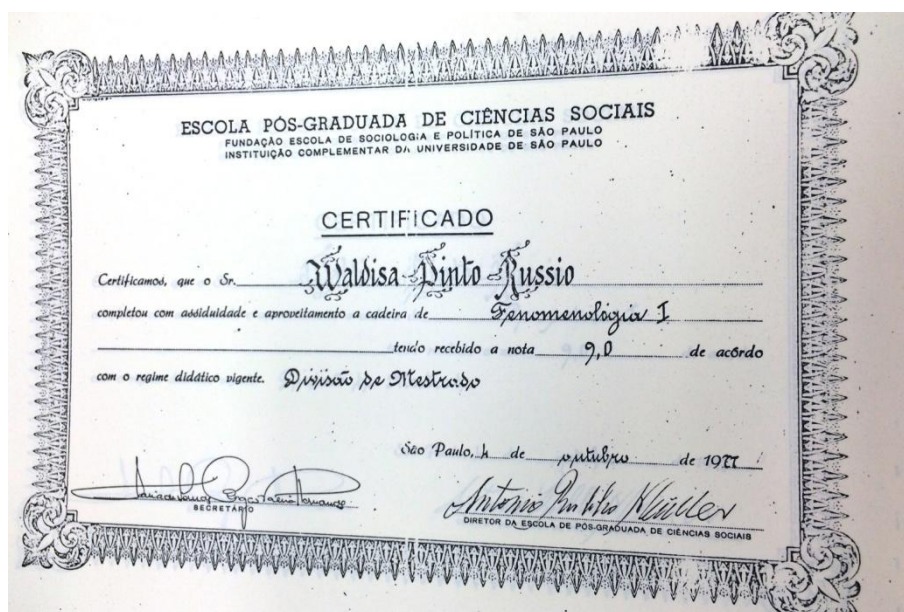 ESCOLA PÓS-GRADUADA DE CIÊNCIAS SOCIAIS
FUNDAÇÃO ESCOLA DE SOCIOLOGIA E POLÍTICA DE SÃO PAULO
INSTITUIÇÃO COMPLEMENTAR DA UNIVERSIDADE DE SÃO PAULO
CERTIFICADO
Certificamos, que o Sr. Waldisa Pinto Russio
completou com assiduidade e aproveitamento a cadeira de Fenomenológia I
tendo recebido a nota 9,0 de acôrdo
com o regime didático vigente. Divisão de Mestrado
São Paulo, 4 de outubro de 1977
SECRETÁRIO
Antonio Müller
DIRETOR DA ESCOLA DE PÓS-GRADUADA DE CIÊNCIAS SOCIAIS